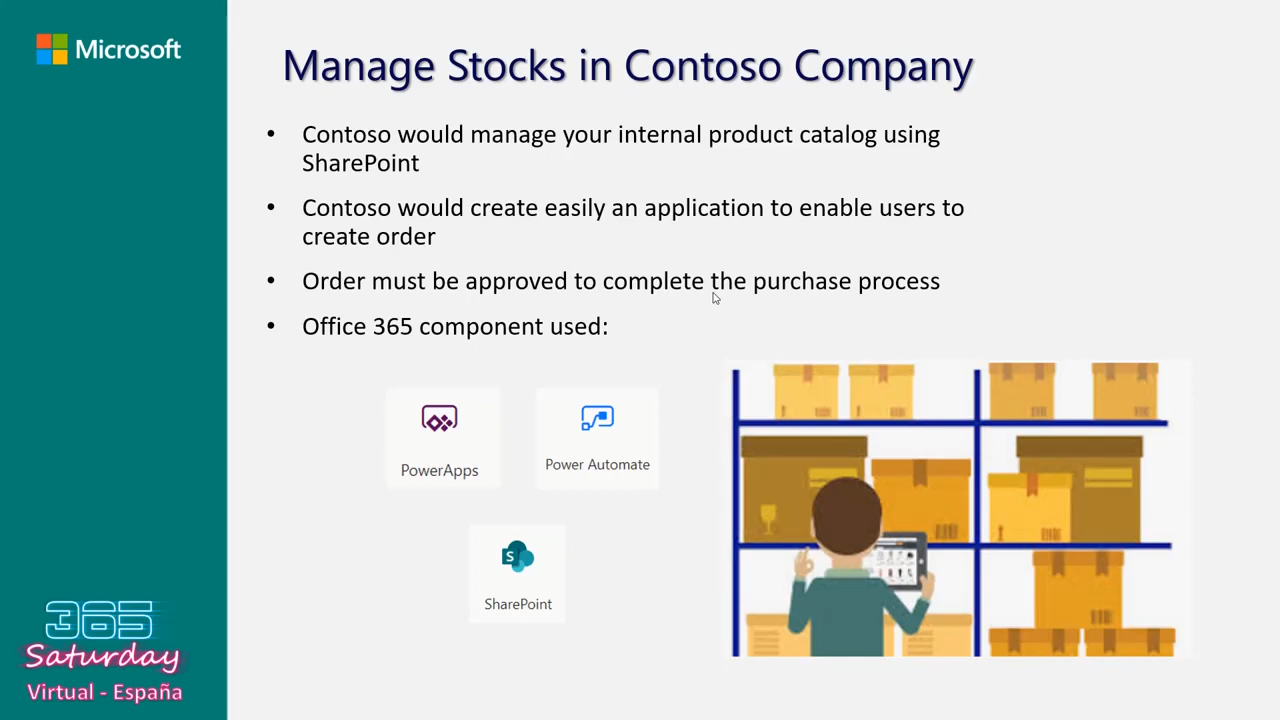 Microsoft
Manage Stocks in Contoso Company
• Contoso would manage your internal product catalog using
SharePoint
• Contoso would create easily an application to enable users to
create order
• Order must be approved to complete the purchase process
• Office 365 component used:
PowerApps
Power Automate
S
SharePoint
365
Saturday
Virtual - España